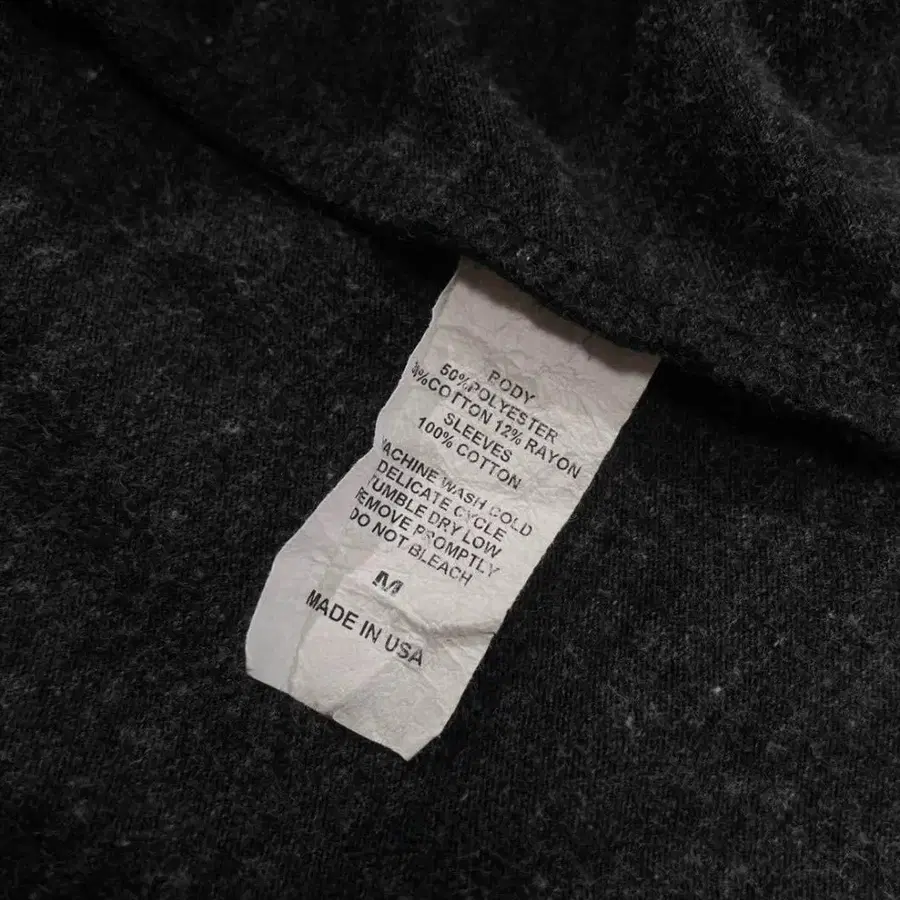 BODY
50%POLYESTER
%COTTON 12% RAYON
SLEEVES
100% COTTON
MACHINE WASH COLD
DELICATE CYCLE
TUMBLE DRY LOW
REMOVE PROMPTLY
DO NOT BLEACH
M
MADE IN USA